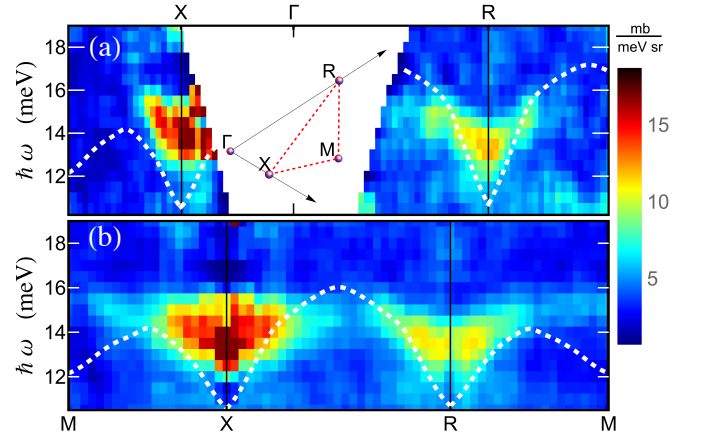 X Γ R
mb
meV sr
(a)
18
16
14
12
ħ ω (meV)
R
Γ
M
X
15
10
5
(b)
18
16
14
12
ħ ω (meV)
M X R M